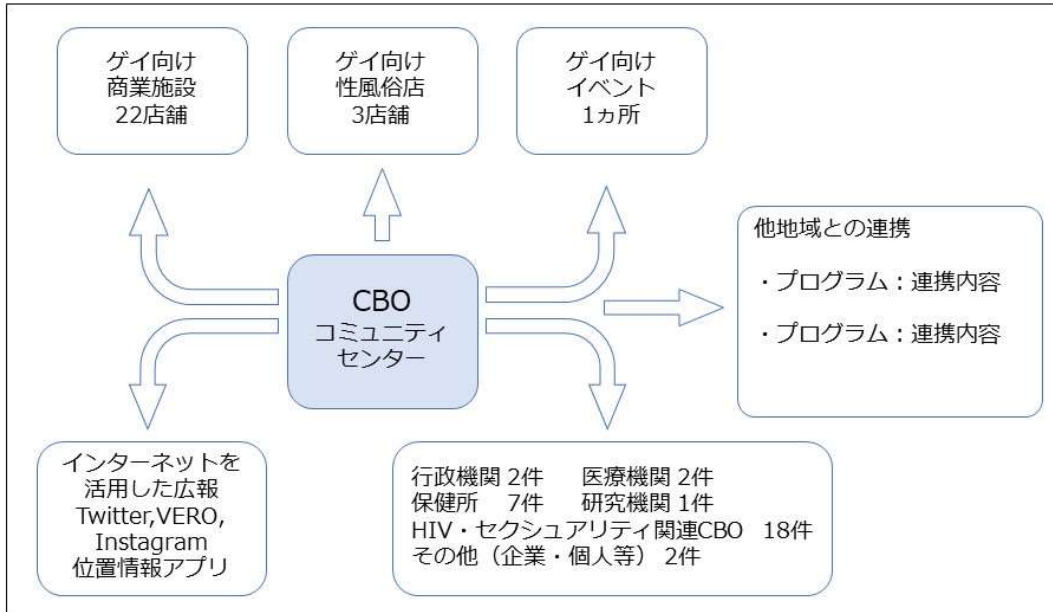 ゲイ向け
商業施設
22店舗
ゲイ向け
性風俗店
3店舗
ゲイ向け
イベント
1ヵ所
他地域との連携
・プログラム：連携内容
・プログラム：連携内容
CBO
コミュニティ
センター
インターネットを
活用した広報
Twitter,VERO,
Instagram
位置情報アプリ
行政機関 2件 医療機関 2件
保健所 7件 研究機関 1件
HIV・セクシュアリティ関連CBO 18件
その他（企業・個人等） 2件